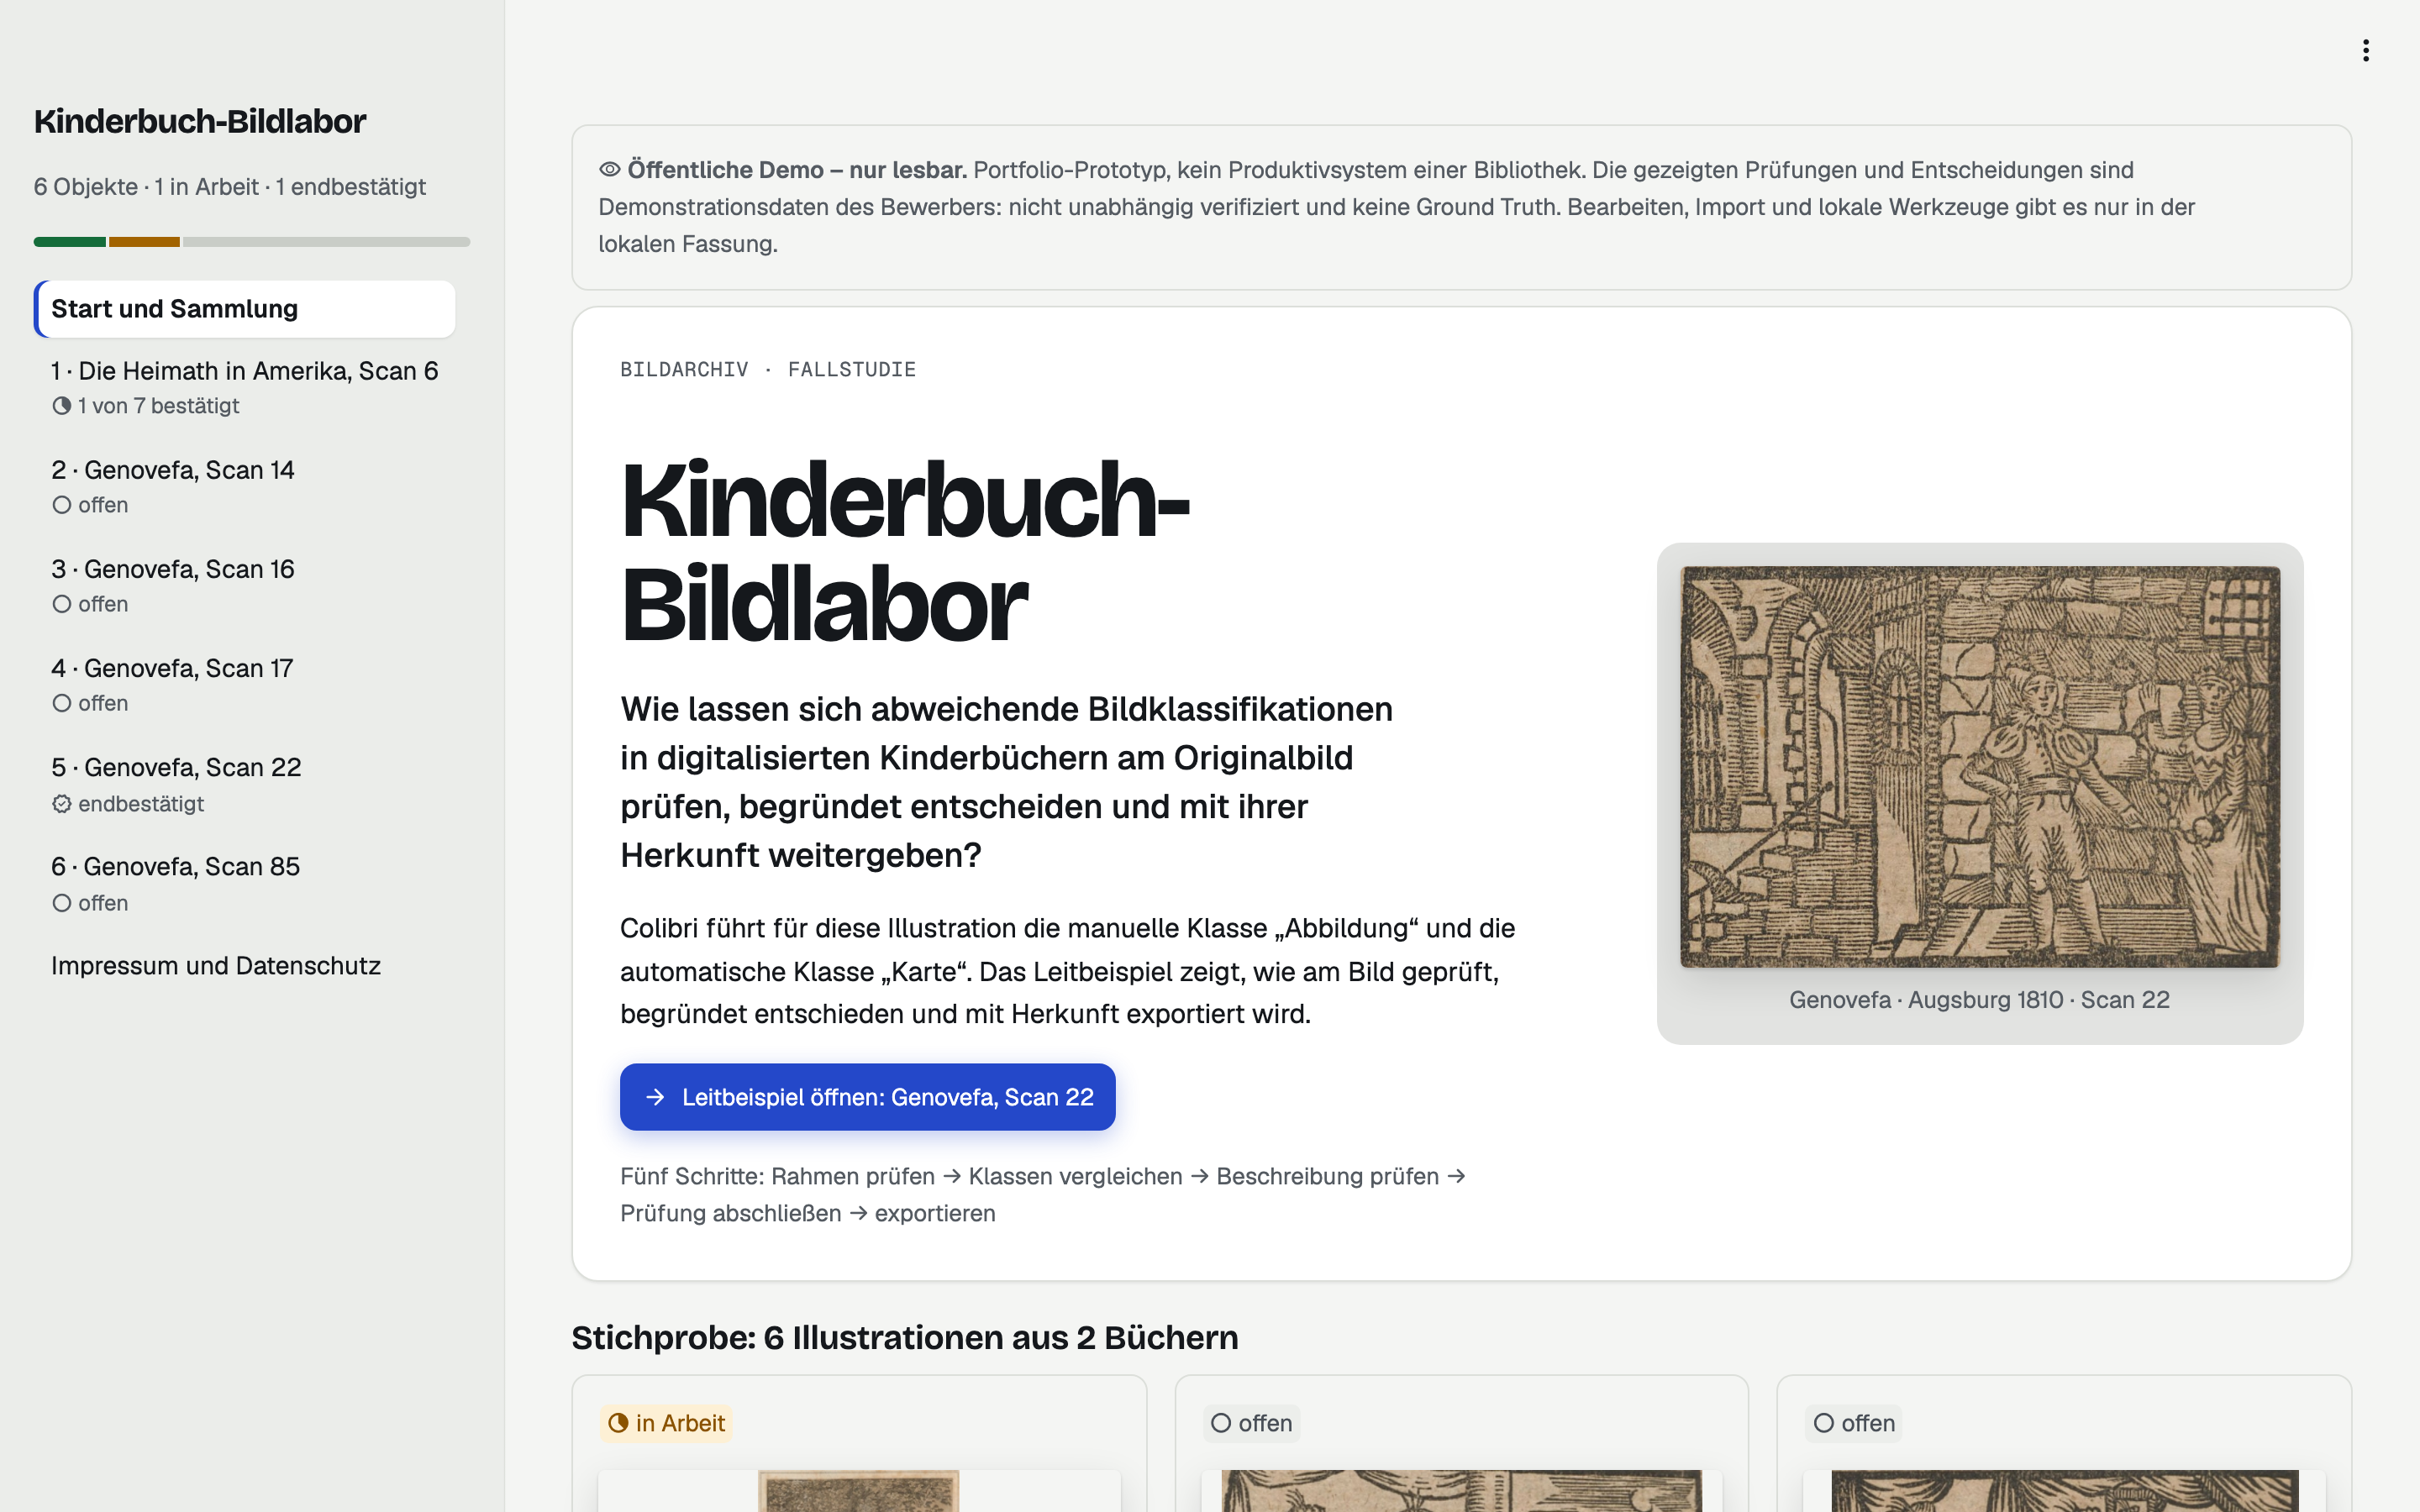 Kinderbuch-Bildlabor
6 Objekte · 1 in Arbeit · 1 endbestätigt
Start und Sammlung
1 · Die Heimath in Amerika, Scan 6
1 von 7 bestätigt
2 · Genovefa, Scan 14
offen
3 · Genovefa, Scan 16
offen
4 · Genovefa, Scan 17
offen
5 · Genovefa, Scan 22
endbestätigt
6 · Genovefa, Scan 85
offen
Impressum und Datenschutz
Öffentliche Demo – nur lesbar. Portfolio-Prototyp, kein Produktivsystem einer Bibliothek. Die gezeigten Prüfungen und Entscheidungen sind
Demonstrationsdaten des Bewerbers: nicht unabhängig verifiziert und keine Ground Truth. Bearbeiten, Import und lokale Werkzeuge gibt es nur in der
lokalen Fassung.
BILDARCHIV · FALLSTUDIE
Kinderbuch-
Bildlabor
Wie lassen sich abweichende Bildklassifikationen
in digitalisierten Kinderbüchern am Originalbild
prüfen, begründet entscheiden und mit ihrer
Herkunft weitergeben?
Colibri führt für diese Illustration die manuelle Klasse „Abbildung“ und die
automatische Klasse „Karte“. Das Leitbeispiel zeigt, wie am Bild geprüft,
begründet entschieden und mit Herkunft exportiert wird.
→ Leitbeispiel öffnen: Genovefa, Scan 22
Fünf Schritte: Rahmen prüfen → Klassen vergleichen → Beschreibung prüfen →
Prüfung abschließen → exportieren
Genovefa · Augsburg 1810 · Scan 22
Stichprobe: 6 Illustrationen aus 2 Büchern
in Arbeit
offen
offen